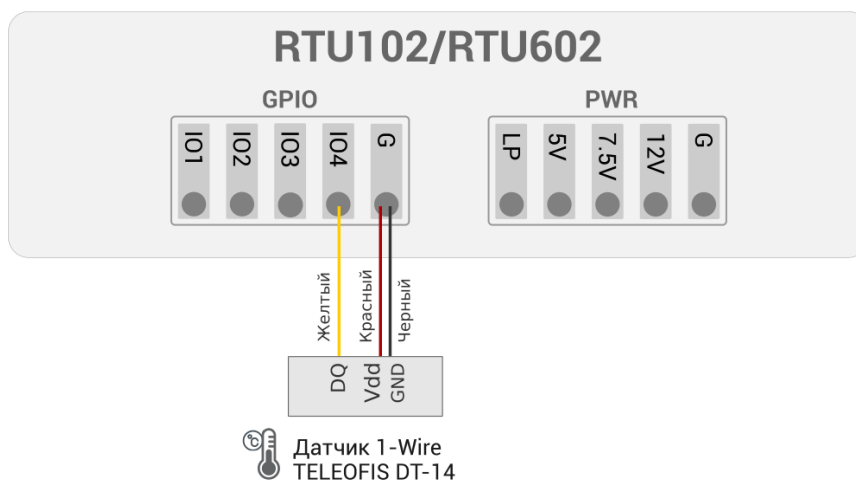 RTU102/RTU602
GPIO
PWR
IO1
IO2
IO3
IO4
G
LP
5V
7.5V
12V
G
Желтый
Красный
Черный
DQ
Vdd
GND
°C
Датчик 1-Wire
TELEOFIS DT-14